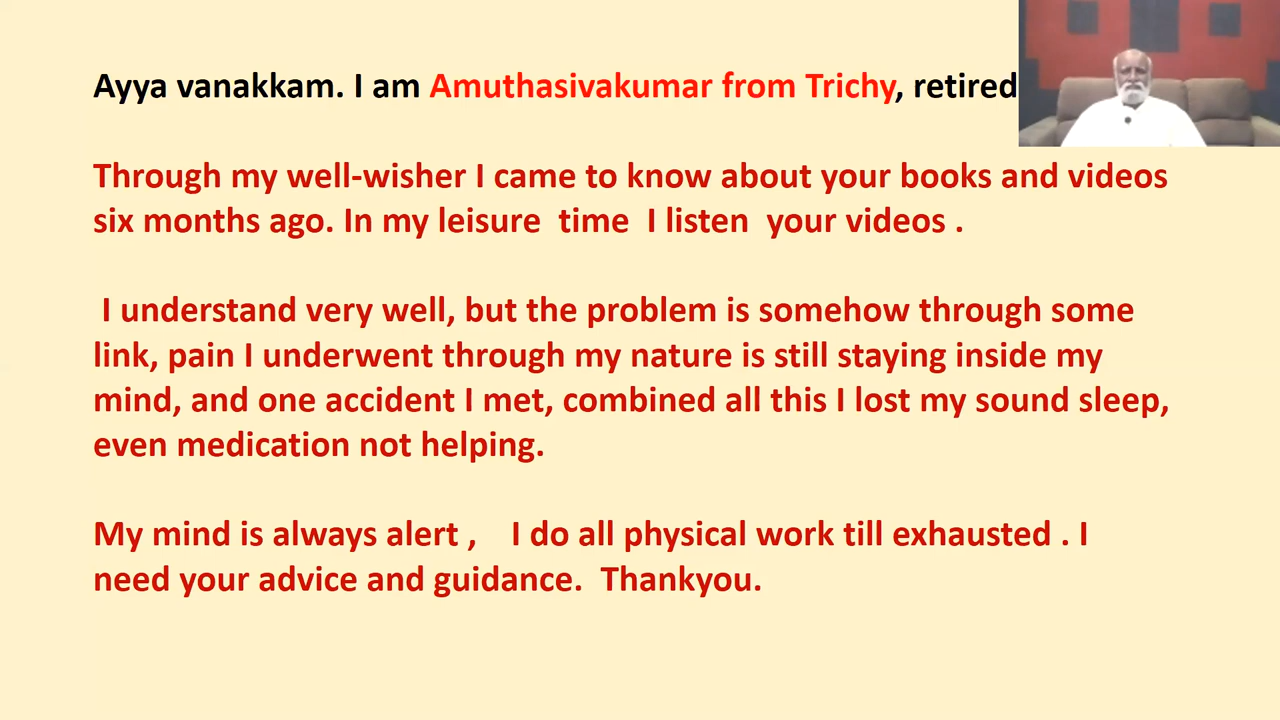 Ayya vanakkam. I am Amuthasivakumar from Trichy, retired
Through my well-wisher I came to know about your books and videos
six months ago. In my leisure time I listen your videos .
I understand very well, but the problem is somehow through some
link, pain I underwent through my nature is still staying inside my
mind, and one accident I met, combined all this I lost my sound sleep,
even medication not helping.
My mind is always alert , I do all physical work till exhausted . I
need your advice and guidance. Thankyou.